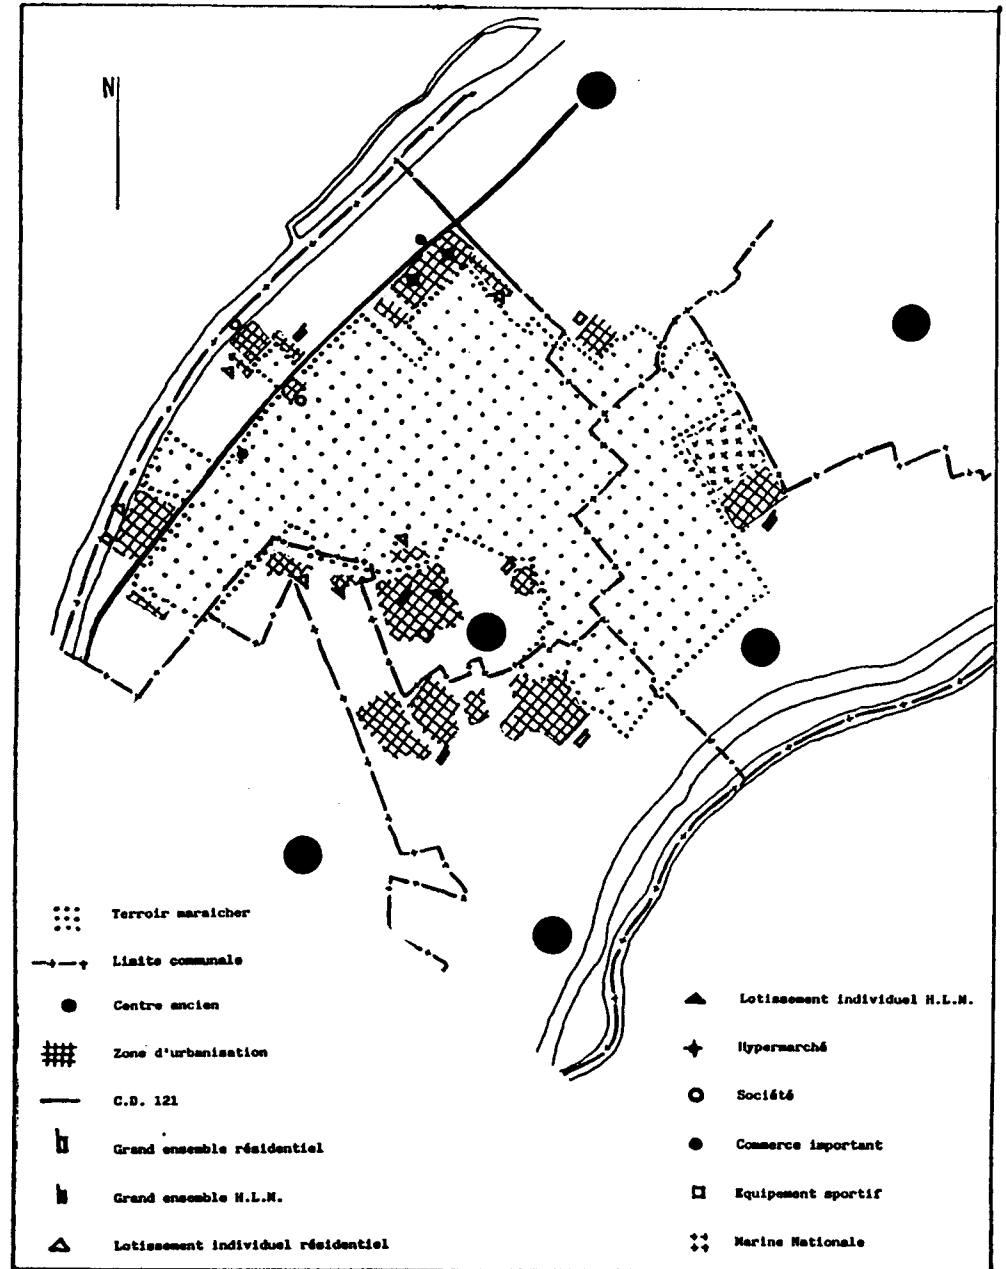 N
Terroir maraicher
Limite communale
Centre ancien
Zone d'urbanisation
C.D. 121
Grand ensemble résidentiel
Grand ensemble H.L.M.
Lotissement individuel résidentiel
Lotissement individuel H.L.M.
Hypermarché
Société
Commerce important
Equipement sportif
Marine Nationale